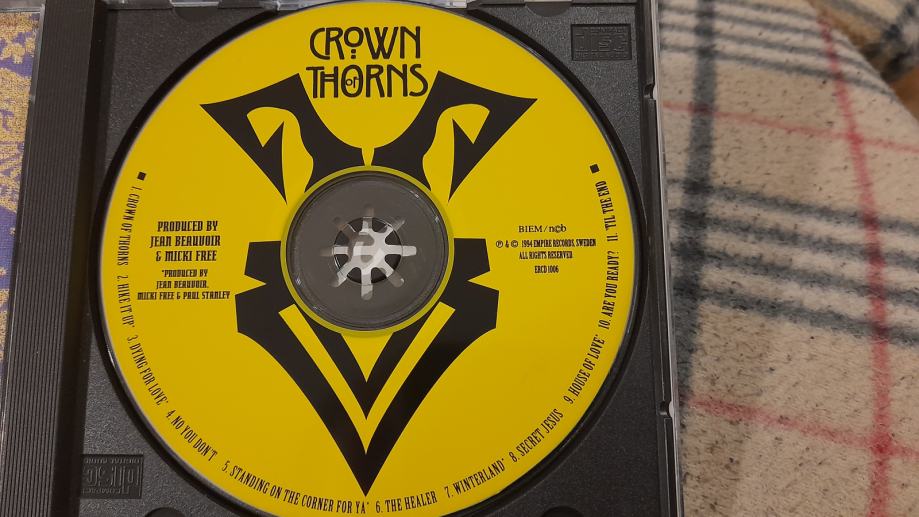 CROWN
OF
THORNS
PRODUCED BY
JEAN BEAUVOIR
& MICKI FREE
*PRODUCED BY
JEAN BEAUVOIR,
MICKI FREE & PAUL STANLEY
BIEM / ncb
Ⓟ & © 1994 EMPIRE RECORDS, SWEDEN
ALL RIGHTS RESERVED
ERCD 1006
1. CROWN OF THORNS 2. HIKE IT UP* 3. DYING FOR LOVE* 4. NO YOU DON'T 5. STANDING ON THE CORNER FOR YA* 6. THE HEALER 7. WINTERLAND* 8. SECRET JESUS 9. HOUSE OF LOVE* 10. ARE YOU READY? 11. 'TIL THE END
COMPACT
disc